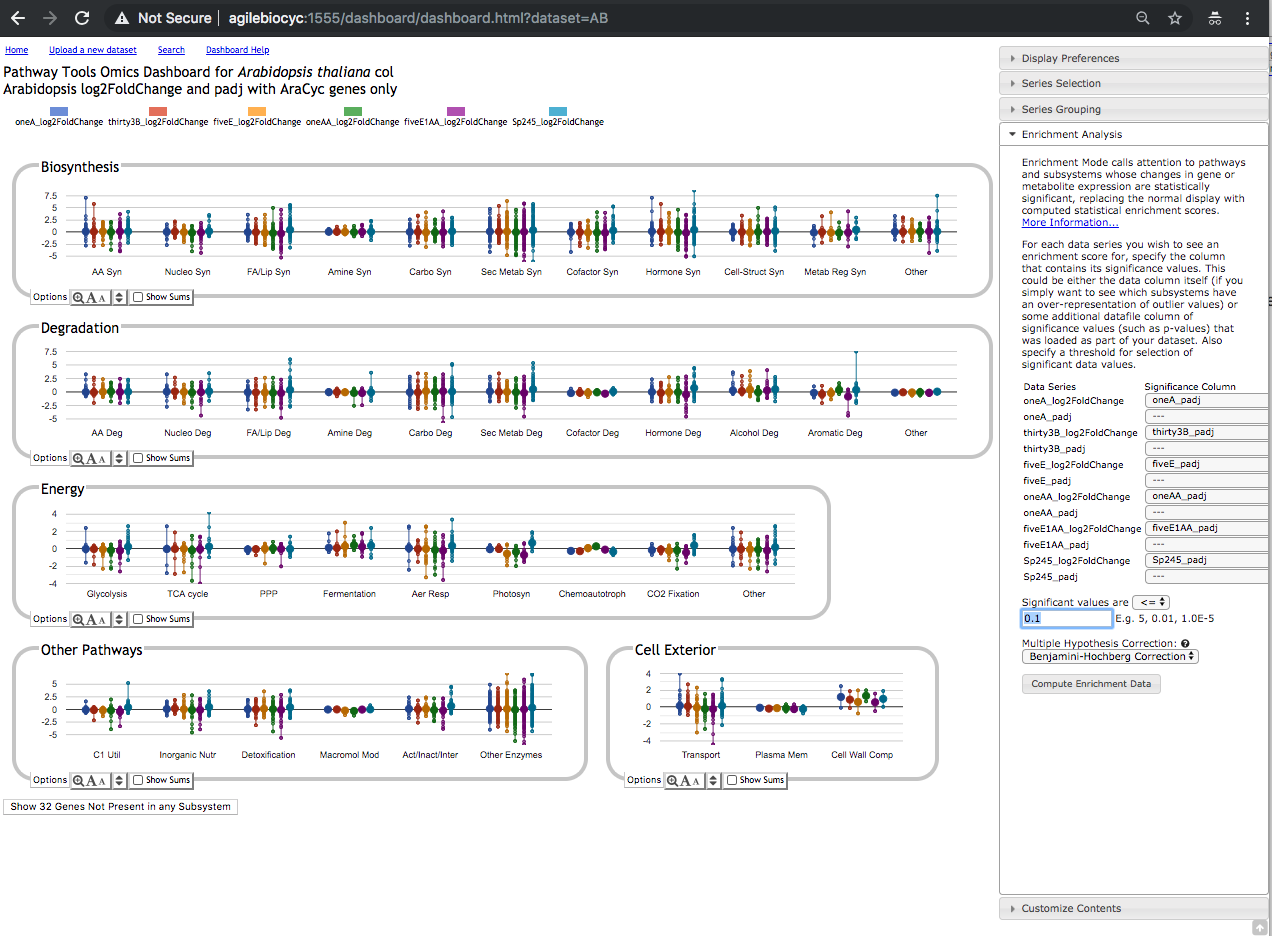 Not Secure agilebiocyc:1555/dashboard/dashboard.html?dataset=AB
Home Upload a new dataset Search Dashboard Help
Pathway Tools Omics Dashboard for Arabidopsis thaliana col
Arabidopsis log2FoldChange and padj with AraCyc genes only
oneA_log2FoldChange thirty3B_log2FoldChange fiveE_log2FoldChange oneAA_log2FoldChange fiveE1AA_log2FoldChange Sp245_log2FoldChange
Biosynthesis
7.5
5
2.5
0
-2.5
-5
AA Syn Nucleo Syn FA/Lip Syn Amine Syn Carbo Syn Sec Metab Syn Cofactor Syn Hormone Syn Cell-Struct Syn Metab Reg Syn Other
Options A A Show Sums
Degradation
7.5
5
2.5
0
-2.5
-5
AA Deg Nucleo Deg FA/Lip Deg Amine Deg Carbo Deg Sec Metab Deg Cofactor Deg Hormone Deg Alcohol Deg Aromatic Deg Other
Options A A Show Sums
Energy
4
2
0
-2
-4
Glycolysis TCA cycle PPP Fermentation Aer Resp Photosyn Chemoautotroph CO2 Fixation Other
Options A A Show Sums
Other Pathways
5
2.5
0
-2.5
-5
C1 Util Inorganic Nutr Detoxification Macromol Mod Act/Inact/Inter Other Enzymes
Options A A Show Sums
Cell Exterior
4
2
0
-2
-4
Transport Plasma Mem Cell Wall Comp
Options A A Show Sums
Show 32 Genes Not Present in any Subsystem
Display Preferences
Series Selection
Series Grouping
Enrichment Analysis
Enrichment Mode calls attention to pathways
and subsystems whose changes in gene or
metabolite expression are statistically
significant, replacing the normal display with
computed statistical enrichment scores.
More Information...
For each data series you wish to see an
enrichment score for, specify the column
that contains its significance values. This
could be either the data column itself (if you
simply want to see which subsystems have
an over-representation of outlier values) or
some additional datafile column of
significance values (such as p-values) that
was loaded as part of your dataset. Also
specify a threshold for selection of
significant data values.
Data Series Significance Column
oneA_log2FoldChange oneA_padj
oneA_padj ---
thirty3B_log2FoldChange thirty3B_padj
thirty3B_padj ---
fiveE_log2FoldChange fiveE_padj
fiveE_padj ---
oneAA_log2FoldChange oneAA_padj
oneAA_padj ---
fiveE1AA_log2FoldChange fiveE1AA_padj
fiveE1AA_padj ---
Sp245_log2FoldChange Sp245_padj
Sp245_padj ---
Significant values are <=
0.1 E.g. 5, 0.01, 1.0E-5
Multiple Hypothesis Correction: ?
Benjamini-Hochberg Correction
Compute Enrichment Data
Customize Contents